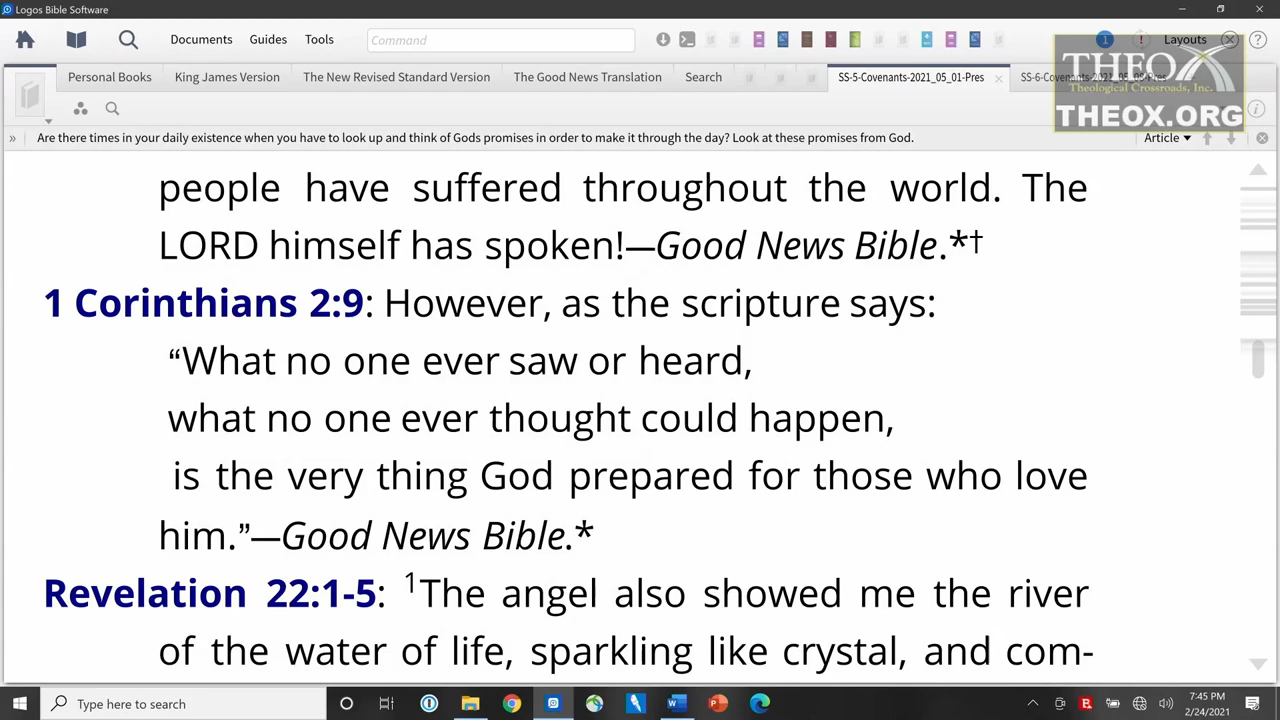 Logos Bible Software
Documents Guides Tools Command Layouts
THEOX
Theological Crossroads, Inc.
THEOX.ORG
Personal Books King James Version The New Revised Standard Version The Good News Translation Search SS-5-Covenants-2021_05_01-Pres SS-6-Covenants-2021_05_08-Pres
» Are there times in your daily existence when you have to look up and think of God's promises in order to make it through the day? Look at these promises from God. Article
people have suffered throughout the world. The
LORD himself has spoken!—Good News Bible.*†
1 Corinthians 2:9: However, as the scripture says:
“What no one ever saw or heard,
what no one ever thought could happen,
is the very thing God prepared for those who love
him.”—Good News Bible.*
Revelation 22:1-5: 1The angel also showed me the river
of the water of life, sparkling like crystal, and com-
Type here to search
7:45 PM
2/24/2021